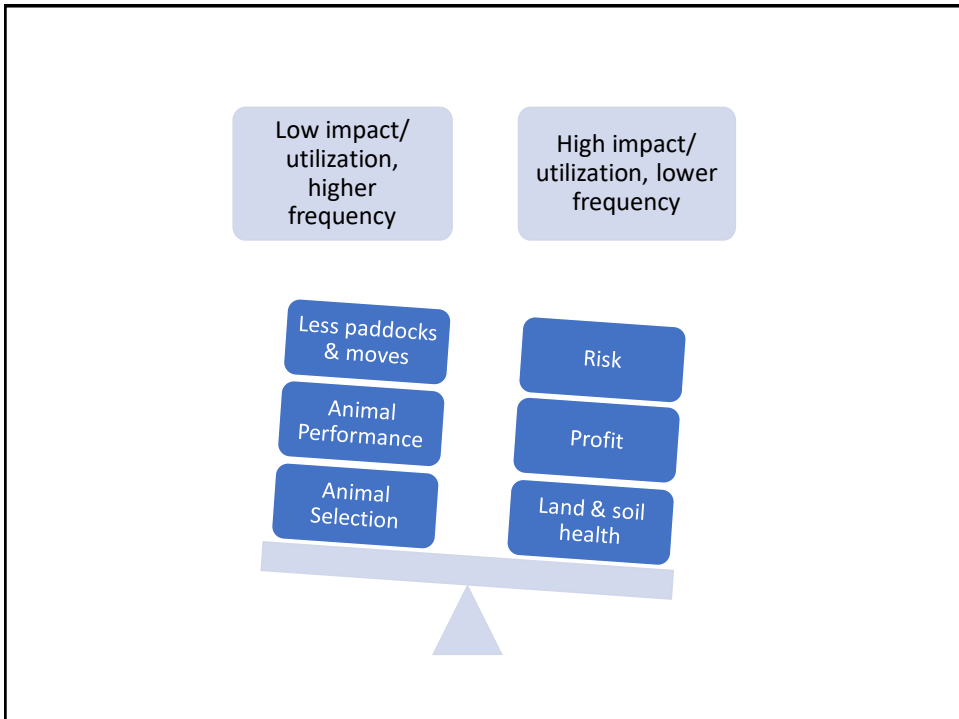 Low impact/
utilization,
higher
frequency
High impact/
utilization, lower
frequency
Less paddocks
& moves
Animal
Performance
Animal
Selection
Risk
Profit
Land & soil
health